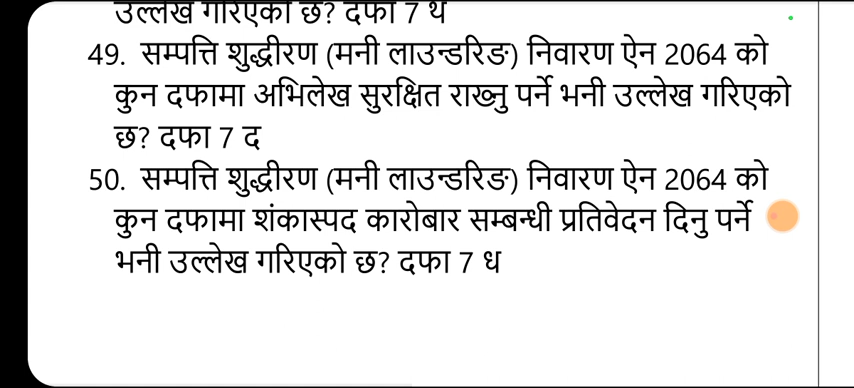 उल्लेख गरिएको छ? दफा 7 थ
49. सम्पत्ति शुद्धीरण (मनी लाउन्डरिङ) निवारण ऐन 2064 को
कुन दफामा अभिलेख सुरक्षित राख्नु पर्ने भनी उल्लेख गरिएको
छ? दफा 7 द
50. सम्पत्ति शुद्धीरण (मनी लाउन्डरिङ) निवारण ऐन 2064 को
कुन दफामा शंकास्पद कारोबार सम्बन्धी प्रतिवेदन दिनु पर्ने
भनी उल्लेख गरिएको छ? दफा 7 ध